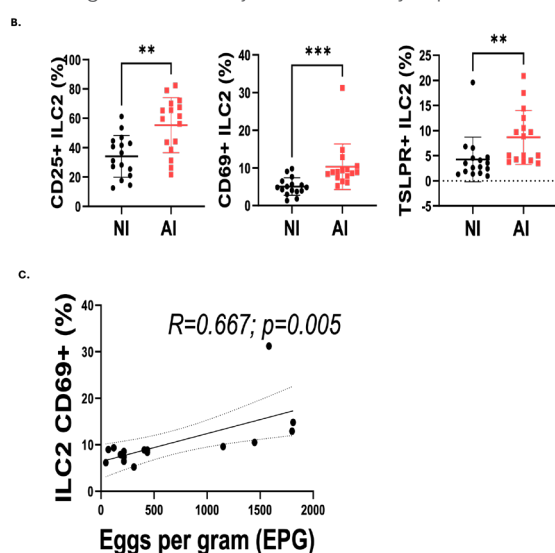 B.
**
***
**
CD25+ ILC2 (%)
100
80
60
40
20
0
NI
AI
CD69+ ILC2 (%)
40
30
20
10
0
NI
AI
TSLPR+ ILC2 (%)
25
20
15
10
5
0
-5
NI
AI
C.
R=0.667; p=0.005
ILC2 CD69+ (%)
40
30
20
10
0
0
500
1000
1500
2000
Eggs per gram (EPG)